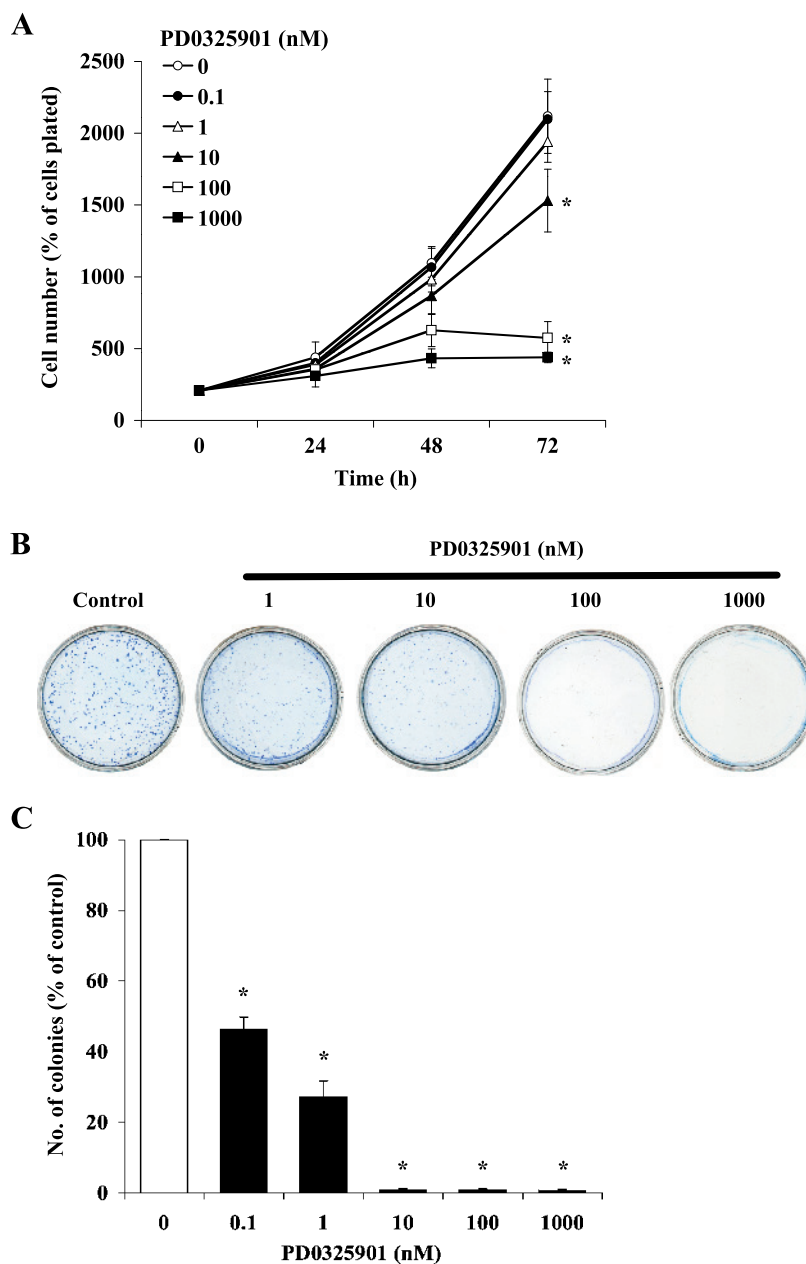 A
PD0325901 (nM)
0
0.1
1
10
100
1000
2500
2000
1500
1000
500
0
Cell number (% of cells plated)
*
*
*
0 24 48 72
Time (h)
B
PD0325901 (nM)
Control 1 10 100 1000
C
100
80
60
40
20
0
No. of colonies (% of control)
* * * * *
0 0.1 1 10 100 1000
PD0325901 (nM)